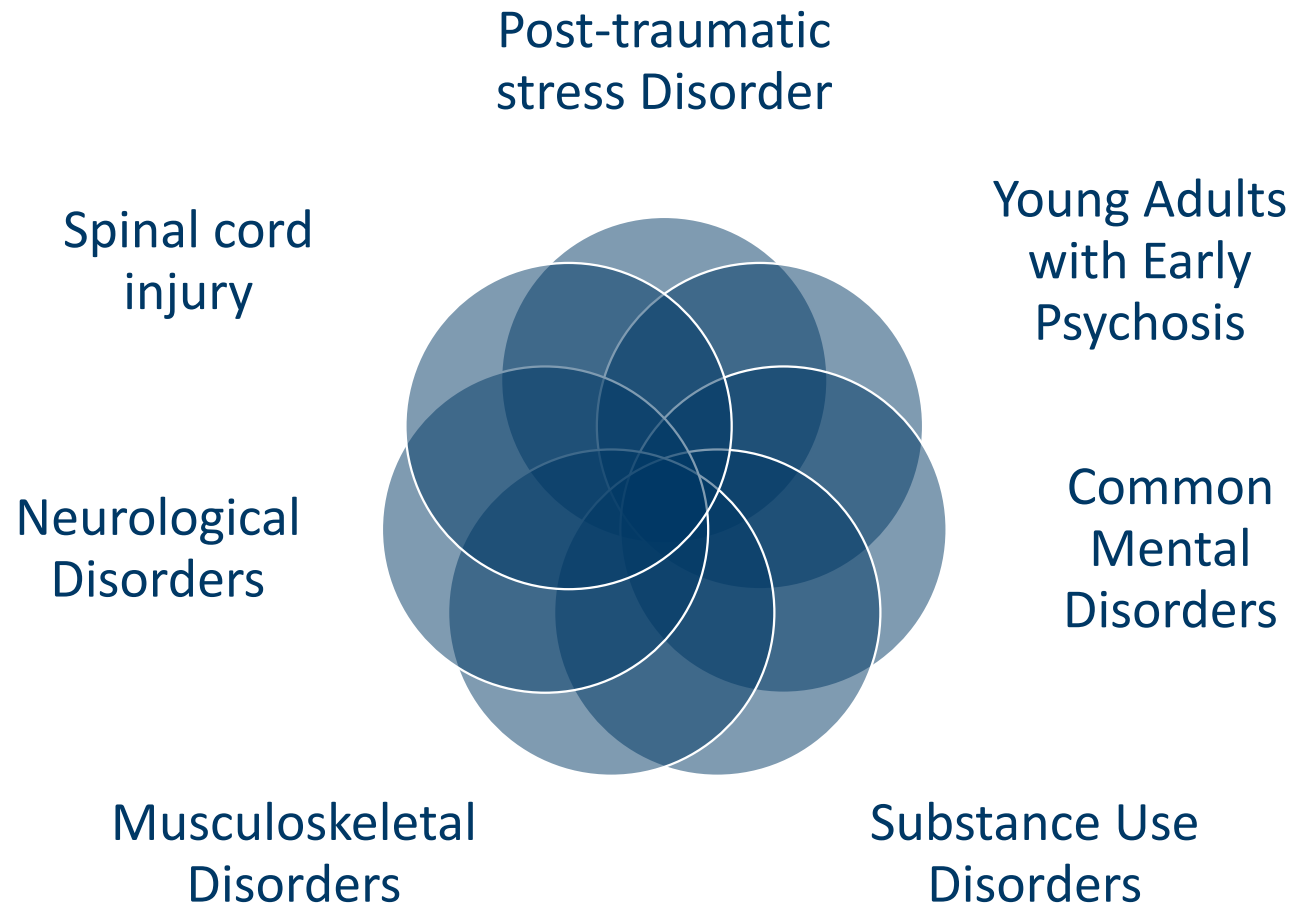 Post-traumatic
stress Disorder
Young Adults
with Early
Psychosis
Common
Mental
Disorders
Substance Use
Disorders
Musculoskeletal
Disorders
Neurological
Disorders
Spinal cord
injury